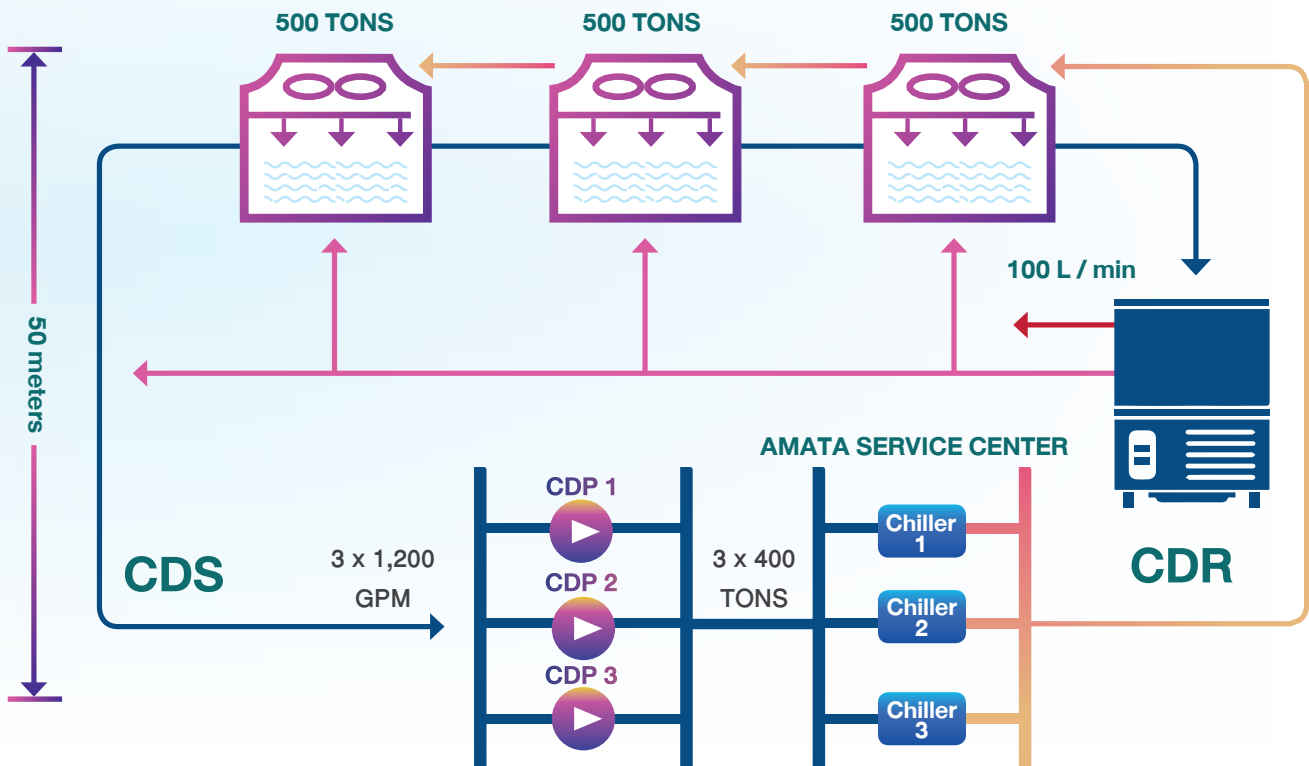 500 TONS
500 TONS
500 TONS
50 meters
100 L / min
AMATA SERVICE CENTER
CDP 1
Chiller
1
CDS
3 x 1,200
GPM
CDP 2
3 x 400
TONS
Chiller
2
CDR
CDP 3
Chiller
3